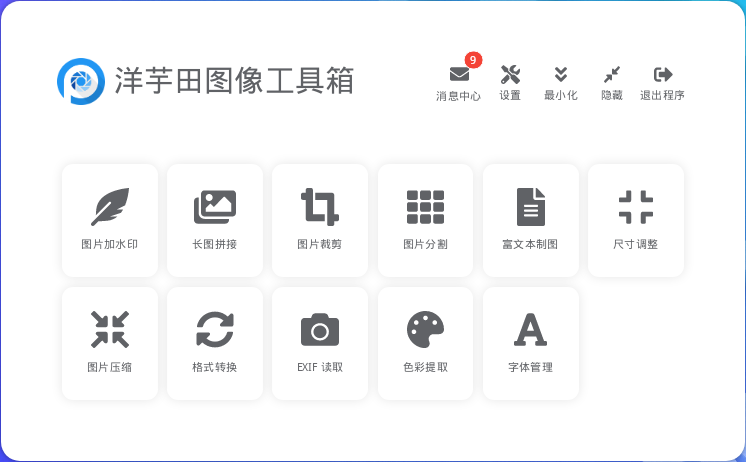 洋芋田图像工具箱
9
消息中心 设置 最小化 隐藏 退出程序
图片加水印 长图拼接 图片裁剪 图片分割 富文本制图 尺寸调整
图片压缩 格式转换 EXIF 读取 色彩提取 字体管理